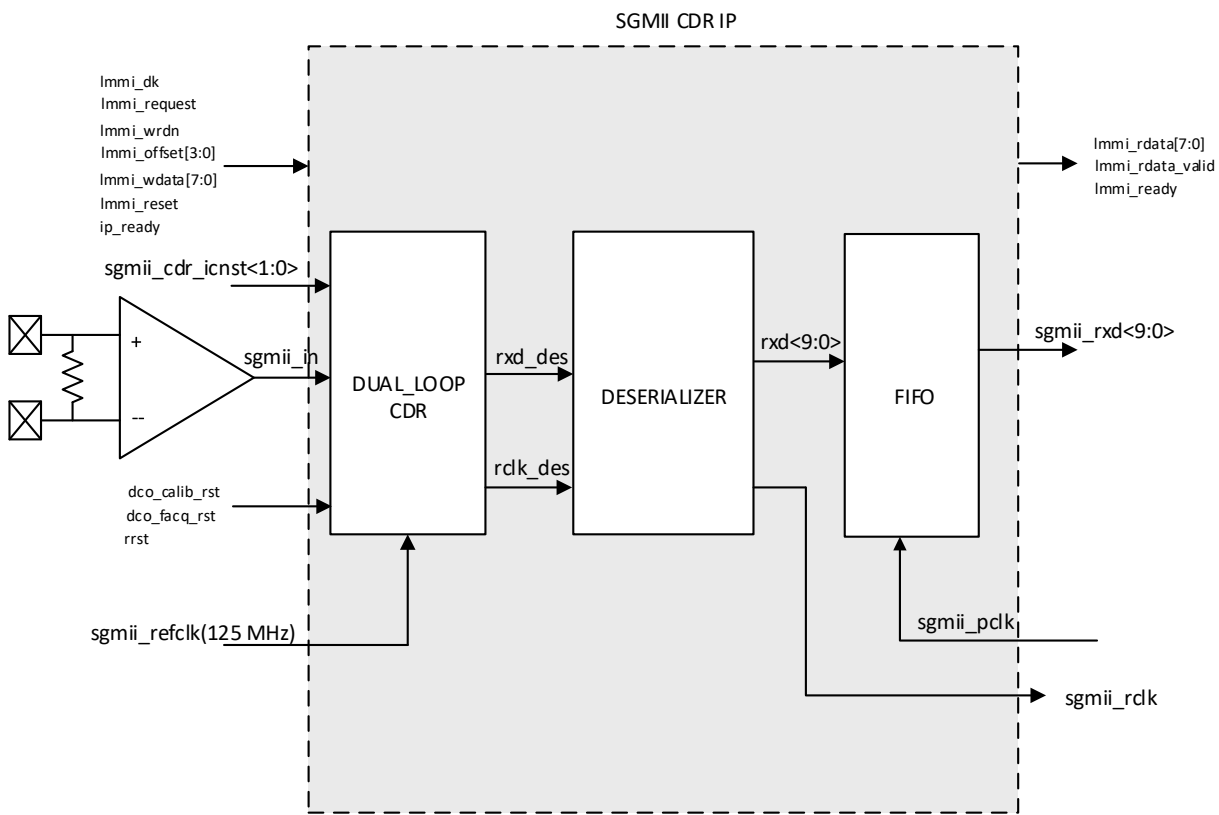 SGMII CDR IP
lmmi_clk
lmmi_request
lmmi_wrdn
lmmi_offset[3:0]
lmmi_wdata[7:0]
lmmi_reset
ip_ready
lmmi_rdata[7:0]
lmmi_rdata_valid
lmmi_ready
sgmii_cdr_icnst<1:0>
+
--
sgmii_in
DUAL_LOOP
CDR
rxd_des
rclk_des
DESERIALIZER
rxd<9:0>
FIFO
sgmii_rxd<9:0>
dco_calib_rst
dco_facq_rst
rrst
sgmii_refclk(125 MHz)
sgmii_pclk
sgmii_rclk